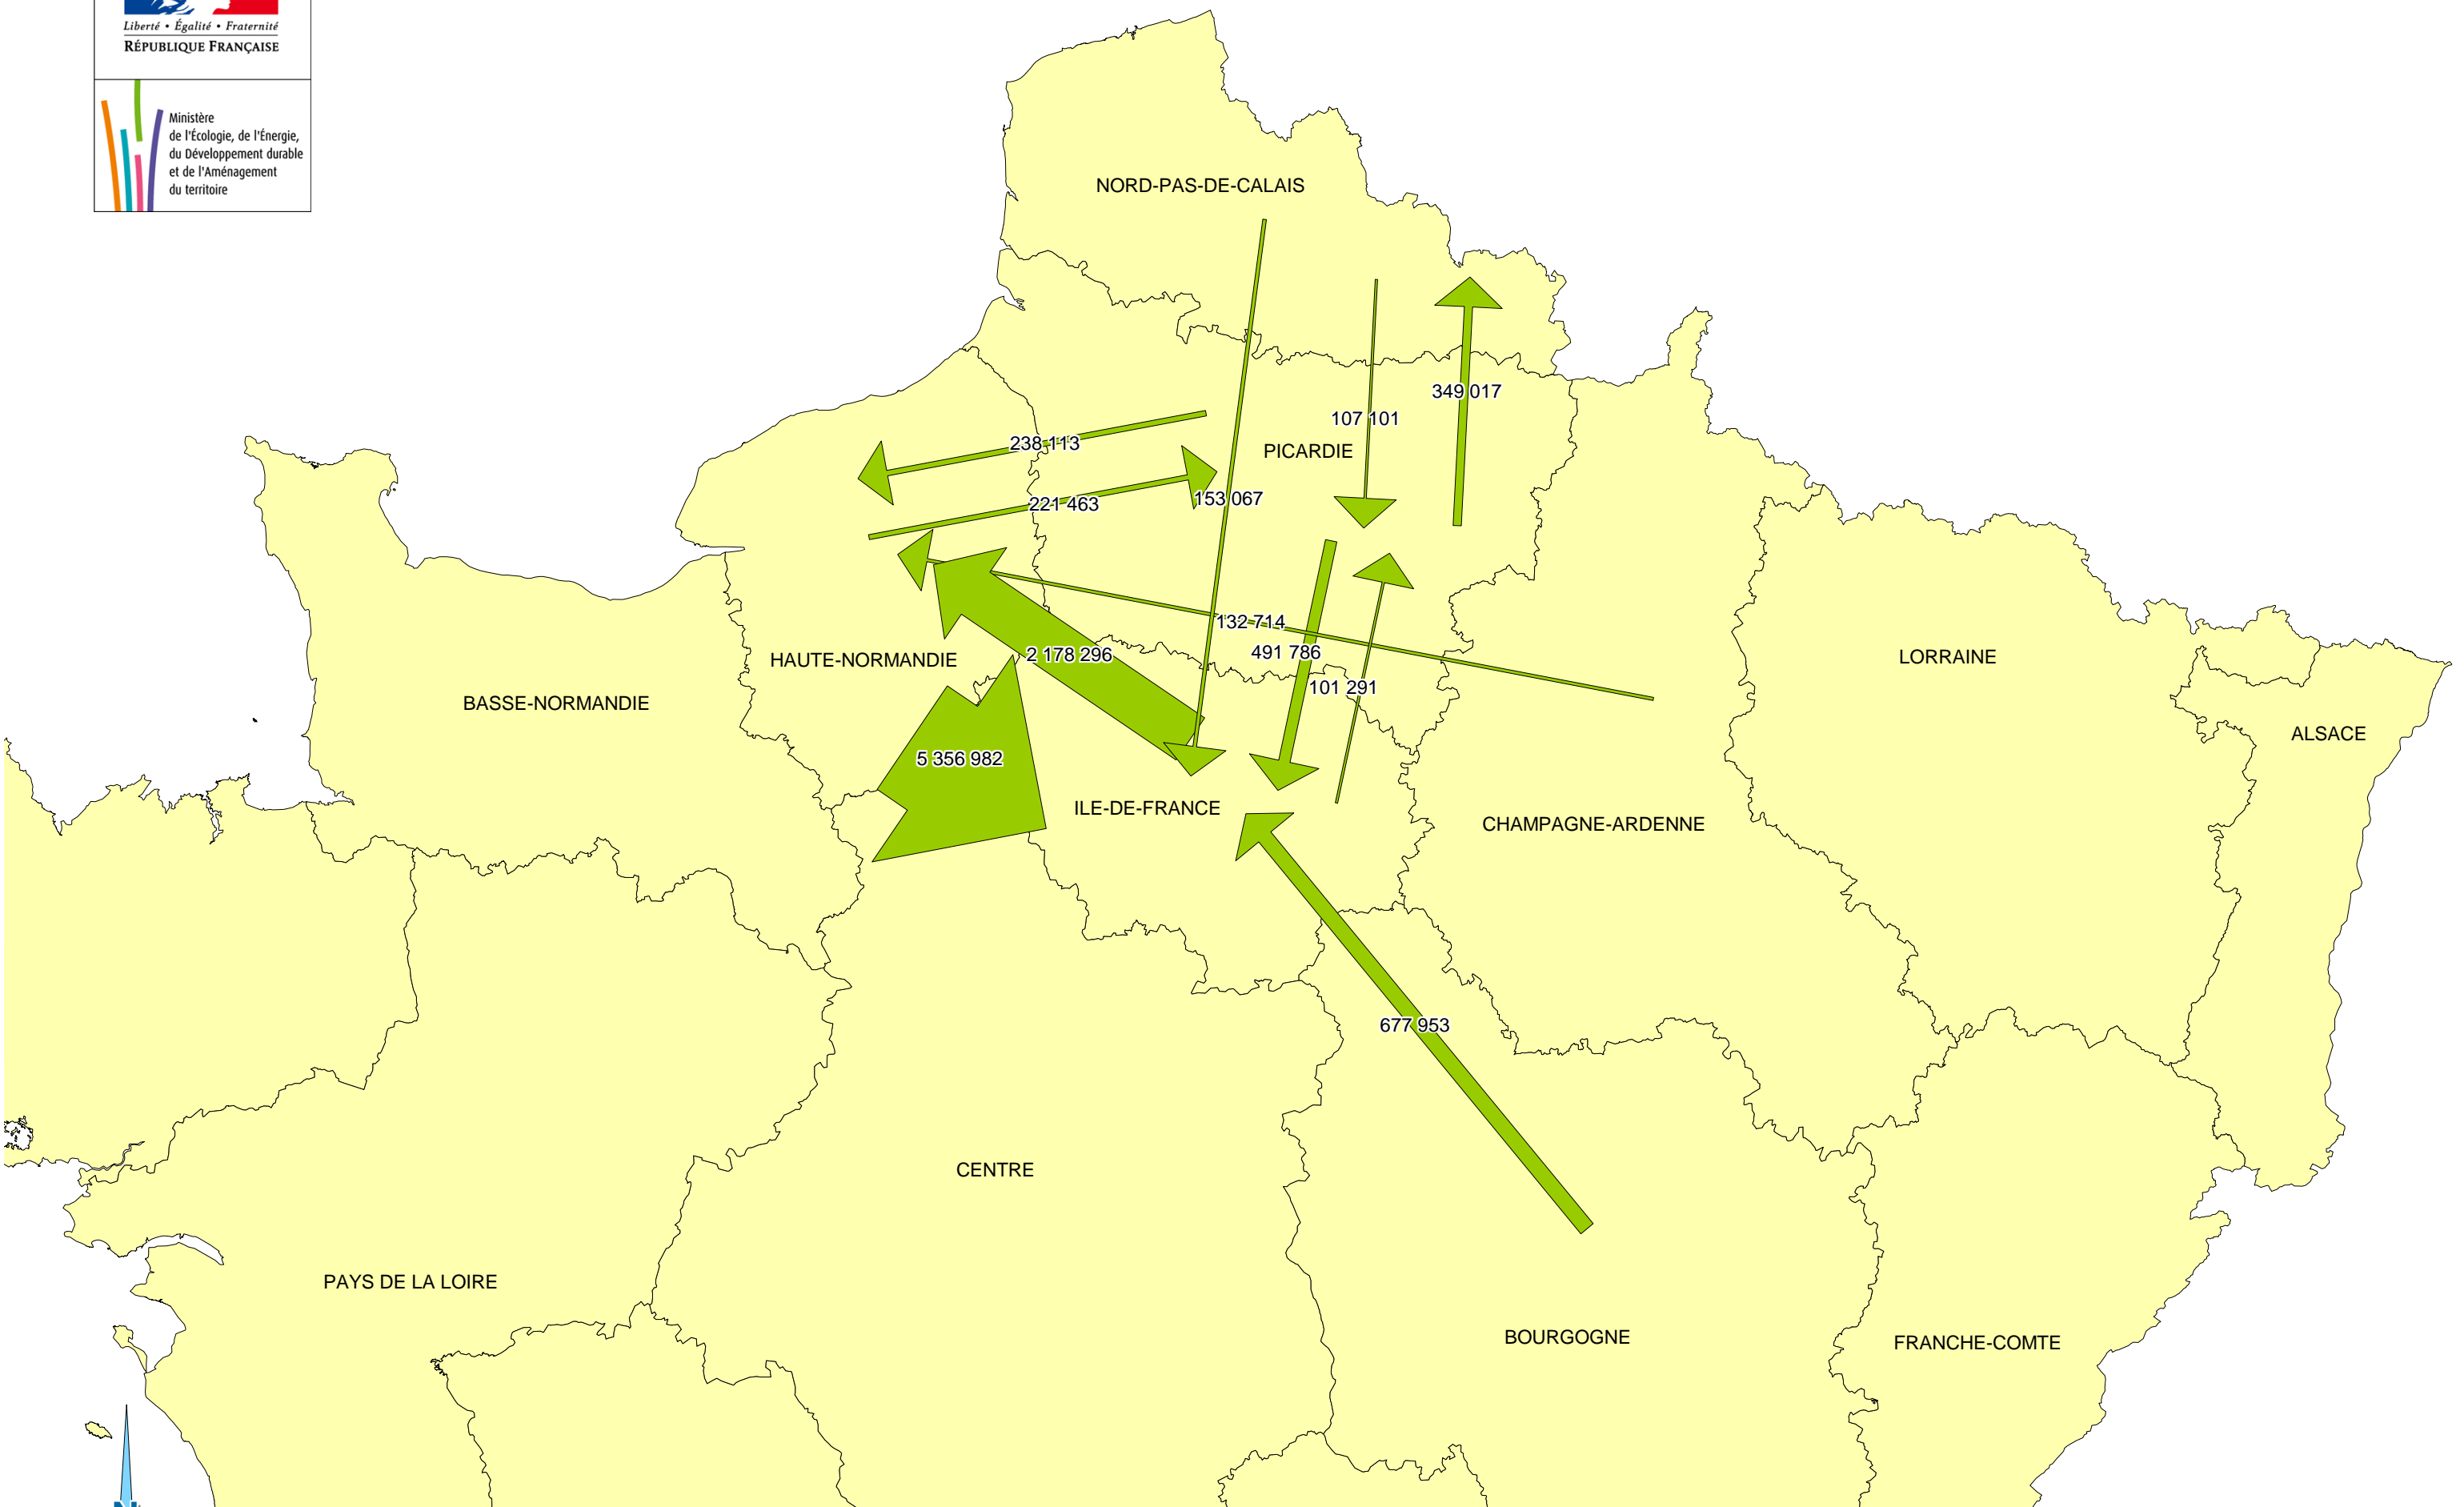 Liberté • Égalité • Fraternité
RÉPUBLIQUE FRANÇAISE
Ministère
de l'Écologie, de l'Énergie,
du Développement durable
et de l'Aménagement
du territoire
NORD-PAS-DE-CALAIS
349 017
107 101
238 113
PICARDIE
153 067
221 463
132 714
491 786
2 178 296
HAUTE-NORMANDIE
LORRAINE
101 291
BASSE-NORMANDIE
ALSACE
5 356 982
ILE-DE-FRANCE
CHAMPAGNE-ARDENNE
677 953
CENTRE
PAYS DE LA LOIRE
BOURGOGNE
FRANCHE-COMTE
N